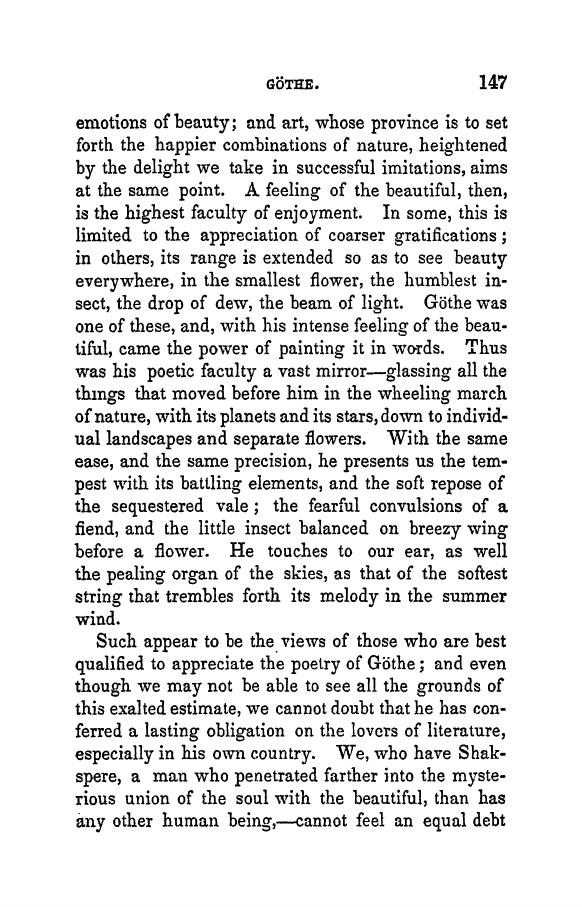 GÖTHE. 147
emotions of beauty; and art, whose province is to set
forth the happier combinations of nature, heightened
by the delight we take in successful imitations, aims
at the same point. A feeling of the beautiful, then,
is the highest faculty of enjoyment. In some, this is
limited to the appreciation of coarser gratifications;
in others, its range is extended so as to see beauty
everywhere, in the smallest flower, the humblest in-
sect, the drop of dew, the beam of light. Göthe was
one of these, and, with his intense feeling of the beau-
tiful, came the power of painting it in words. Thus
was his poetic faculty a vast mirror—glassing all the
things that moved before him in the wheeling march
of nature, with its planets and its stars, down to individ-
ual landscapes and separate flowers. With the same
ease, and the same precision, he presents us the tem-
pest with its battling elements, and the soft repose of
the sequestered vale; the fearful convulsions of a
fiend, and the little insect balanced on breezy wing
before a flower. He touches to our ear, as well
the pealing organ of the skies, as that of the softest
string that trembles forth its melody in the summer
wind.
Such appear to be the views of those who are best
qualified to appreciate the poetry of Göthe; and even
though we may not be able to see all the grounds of
this exalted estimate, we cannot doubt that he has con-
ferred a lasting obligation on the lovers of literature,
especially in his own country. We, who have Shak-
spere, a man who penetrated farther into the myste-
rious union of the soul with the beautiful, than has
any other human being,—cannot feel an equal debt